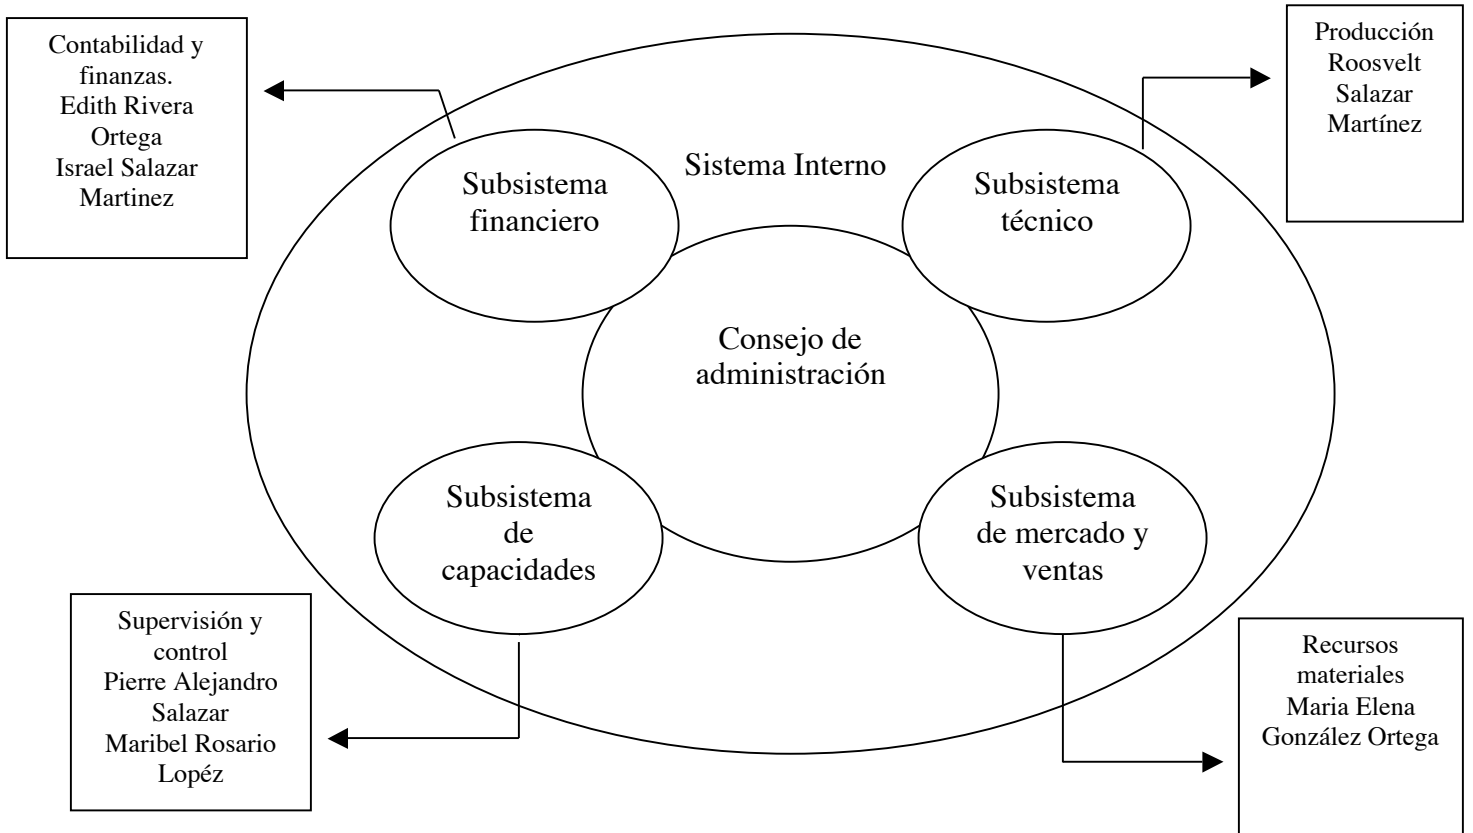 Contabilidad y
finanzas.
Edith Rivera
Ortega
Israel Salazar
Martinez
Producción
Roosvelt
Salazar
Martínez
Sistema Interno
Subsistema
financiero
Subsistema
técnico
Consejo de
administración
Subsistema
de
capacidades
Subsistema
de mercado y
ventas
Supervisión y
control
Pierre Alejandro
Salazar
Maribel Rosario
Lopéz
Recursos
materiales
Maria Elena
González Ortega